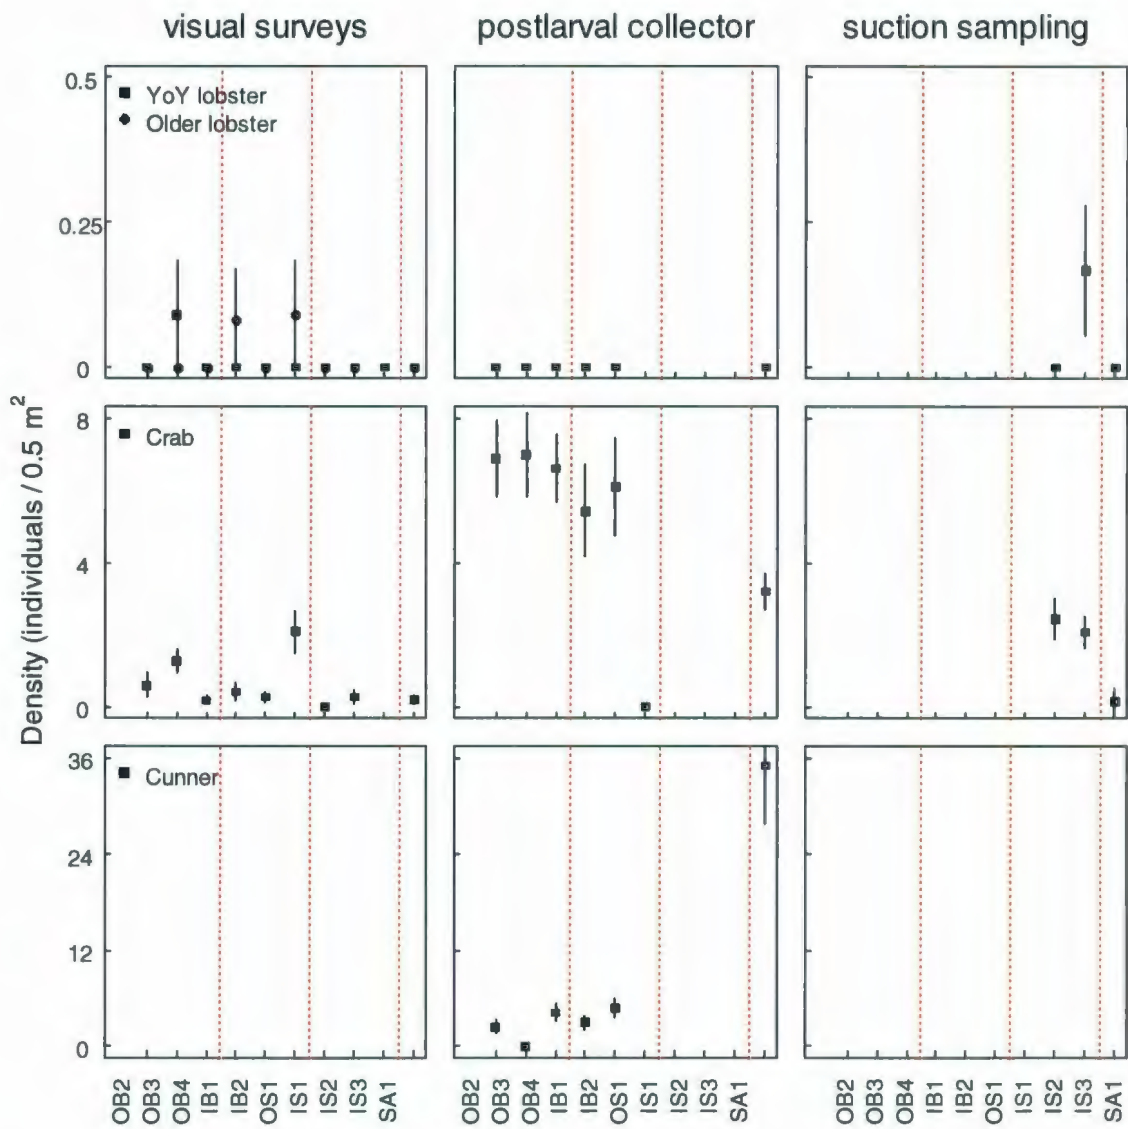 visual surveys postlarval collector suction sampling
0.5
YoY lobster
Older lobster
0.25
0
Density (individuals / 0.5 m²
8
Crab
4
0
36
Cunner
24
12
0
OB2 OB3 OB4 IB1 IB2 OS1 IS1 IS2 IS3 SA1 OB2 OB3 OB4 IB1 IB2 OS1 IS1 IS2 IS3 SA1 OB2 OB3 OB4 IB1 IB2 OS1 IS1 IS2 IS3 SA1